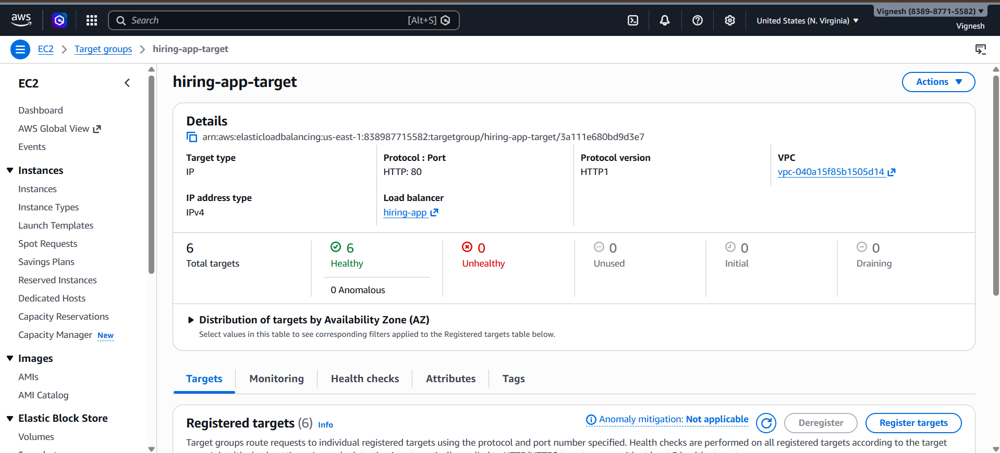 aws
Search
[Alt+S]
United States (N. Virginia)
Vignesh (8389-8771-5582)
Vignesh
EC2
Target groups
hiring-app-target
EC2
Dashboard
AWS Global View
Events
Instances
Instances
Instance Types
Launch Templates
Spot Requests
Savings Plans
Reserved Instances
Dedicated Hosts
Capacity Reservations
Capacity Manager New
Images
AMIs
AMI Catalog
Elastic Block Store
Volumes
hiring-app-target
Actions
Details
arn:aws:elasticloadbalancing:us-east-1:838987715582:targetgroup/hiring-app-target/3a111e680bd9d3e7
Target type
IP
Protocol : Port
HTTP: 80
Protocol version
HTTP1
VPC
vpc-040a15f85b1505d14
IP address type
IPv4
Load balancer
hiring-app
6
Total targets
6
Healthy
0 Anomalous
0
Unhealthy
0
Unused
0
Initial
0
Draining
Distribution of targets by Availability Zone (AZ)
Select values in this table to see corresponding filters applied to the Registered targets table below.
Targets
Monitoring
Health checks
Attributes
Tags
Registered targets (6) Info
Anomaly mitigation: Not applicable
Deregister
Register targets
Target groups route requests to individual registered targets using the protocol and port number specified. Health checks are performed on all registered targets according to the target